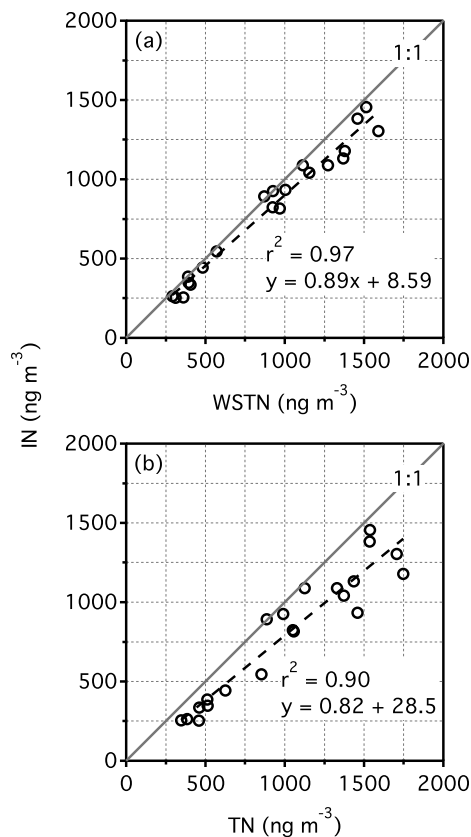 2000
(a)
1:1
1500
1000
500
r² = 0.97
y = 0.89x + 8.59
0
0 500 1000 1500 2000
WSTN (ng m⁻³)
IN (ng m⁻³)
2000
(b)
1:1
1500
1000
500
r² = 0.90
y = 0.82 + 28.5
0
0 500 1000 1500 2000
TN (ng m⁻³)